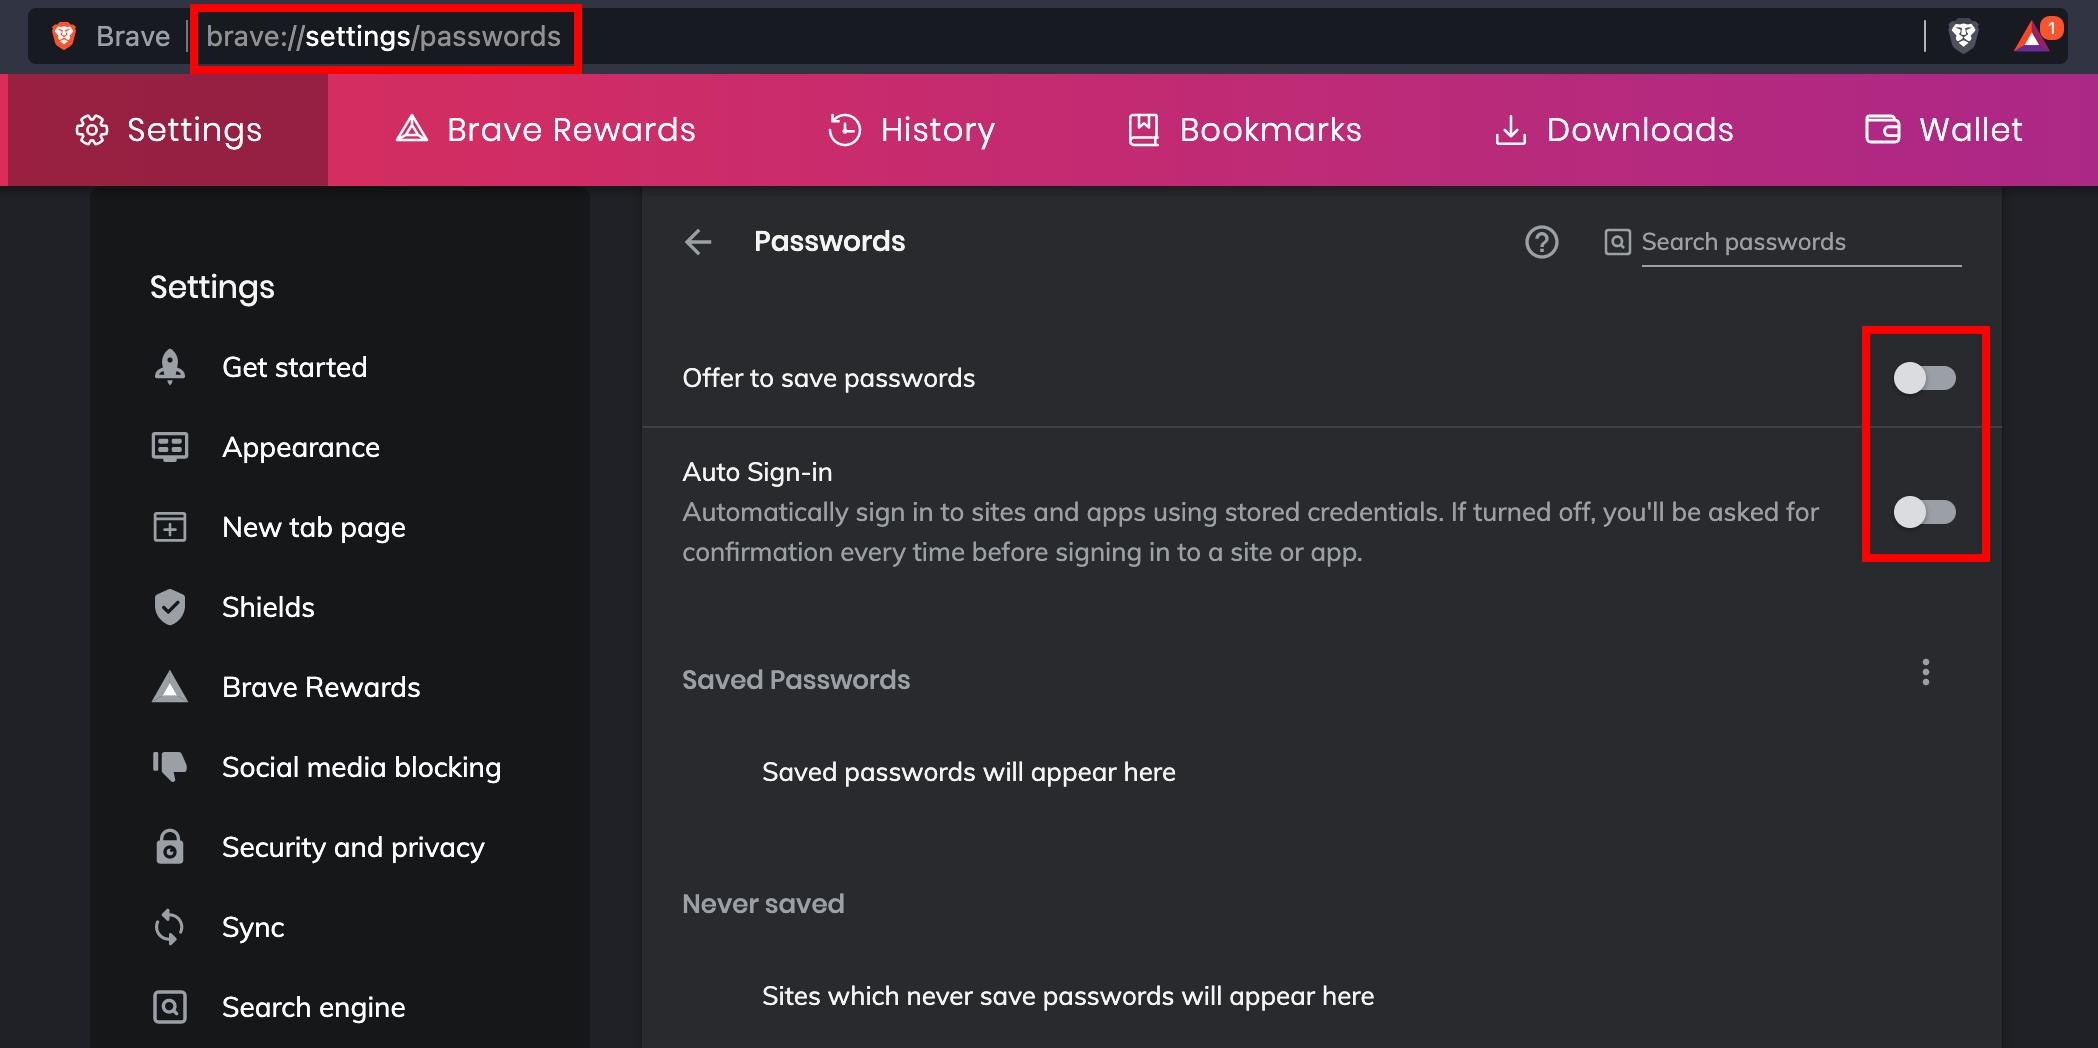 Brave
brave://settings/passwords
1
Settings
Brave Rewards
History
Bookmarks
Downloads
Wallet
Settings
Get started
Appearance
New tab page
Shields
Brave Rewards
Social media blocking
Security and privacy
Sync
Search engine
Passwords
Search passwords
Offer to save passwords
Auto Sign-in
Automatically sign in to sites and apps using stored credentials. If turned off, you'll be asked for
confirmation every time before signing in to a site or app.
Saved Passwords
Saved passwords will appear here
Never saved
Sites which never save passwords will appear here